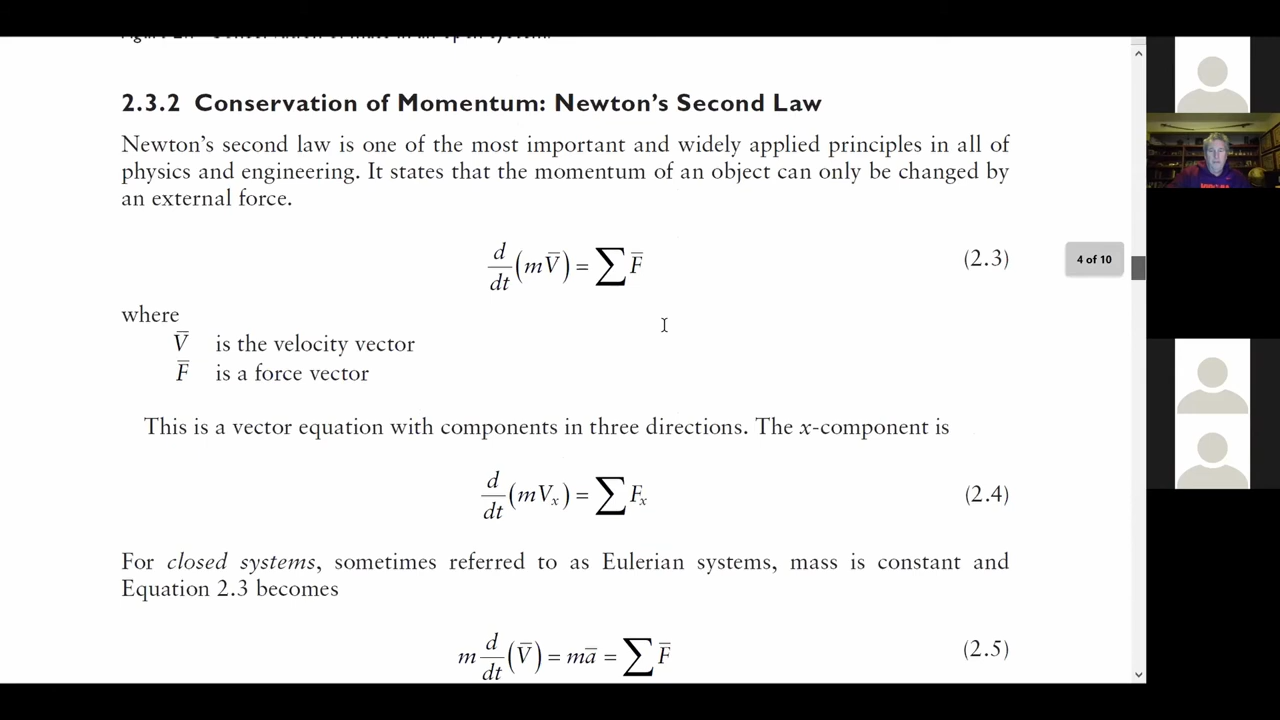 2.3.2 Conservation of Momentum: Newton's Second Law
Newton's second law is one of the most important and widely applied principles in all of
physics and engineering. It states that the momentum of an object can only be changed by
an external force.
d/dt (mV̅) = ∑ F̅ (2.3)
4 of 10
where
V̅ is the velocity vector
F̅ is a force vector
This is a vector equation with components in three directions. The x-component is
d/dt (mVₓ) = ∑ Fₓ (2.4)
For closed systems, sometimes referred to as Eulerian systems, mass is constant and
Equation 2.3 becomes
m d/dt (V̅) = ma̅ = ∑ F̅ (2.5)